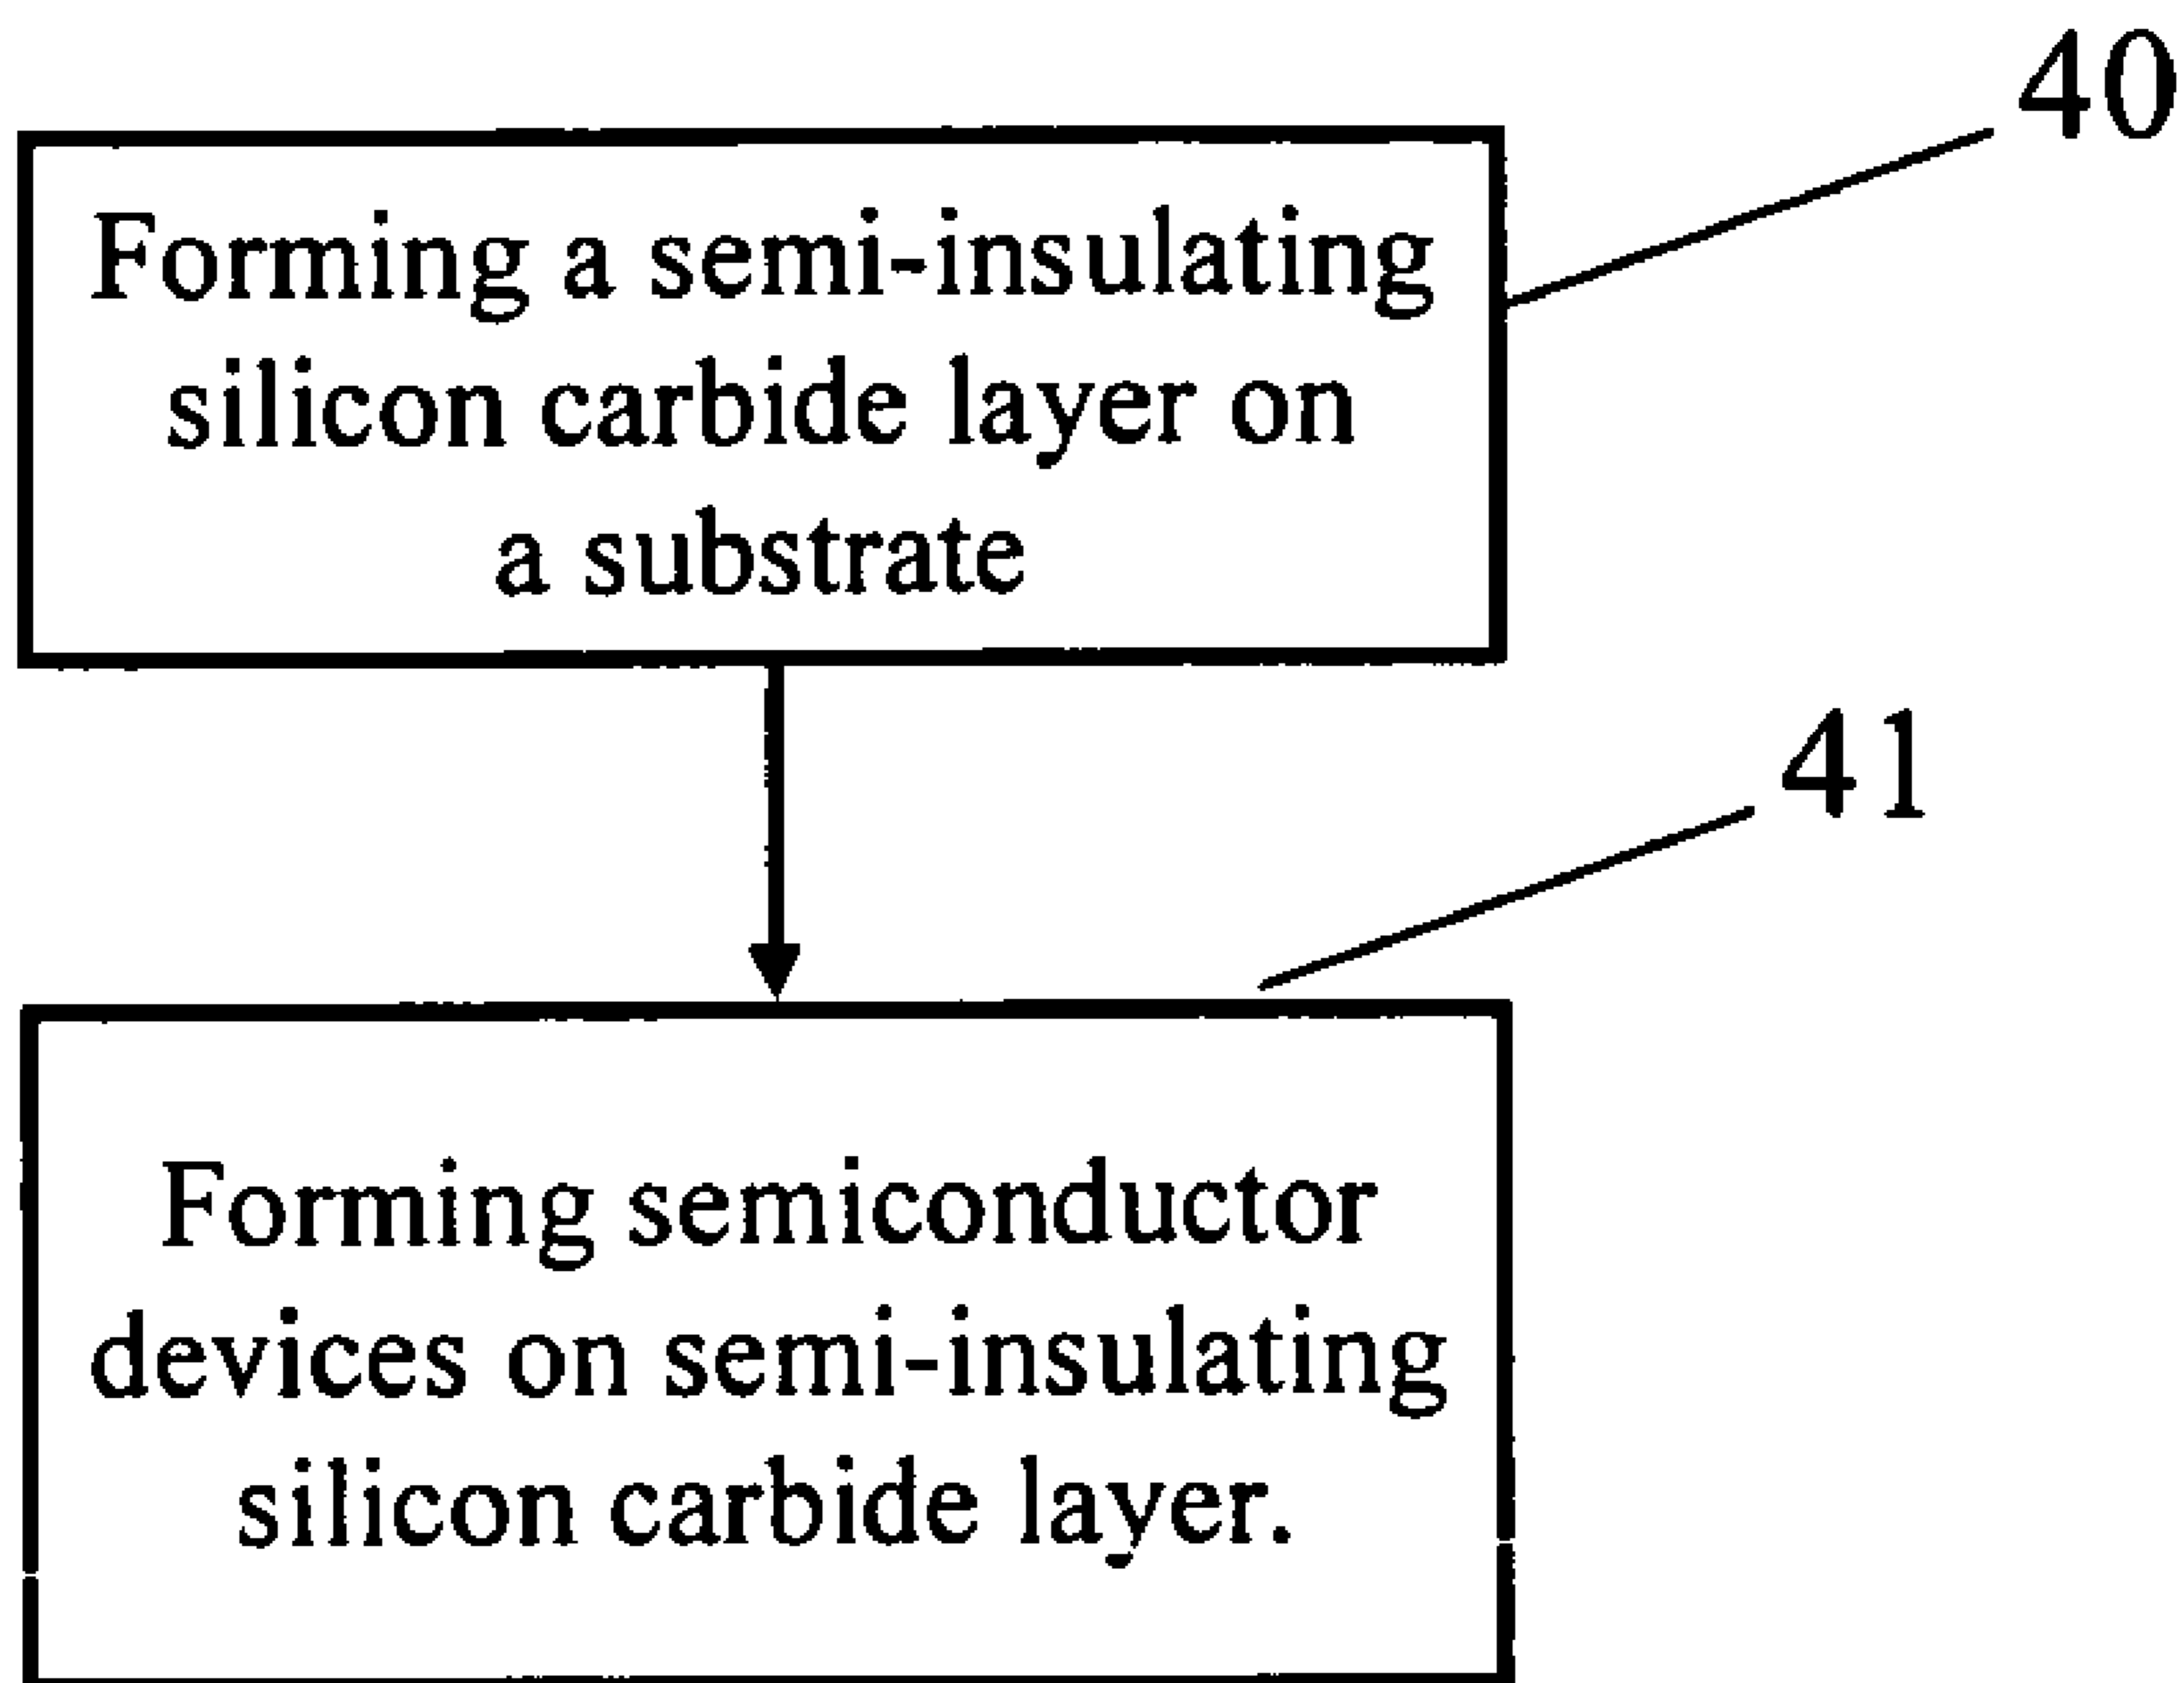 40
Forming a semi-insulating
silicon carbide layer on
a substrate
41
Forming semiconductor
devices on semi-insulating
silicon carbide layer.